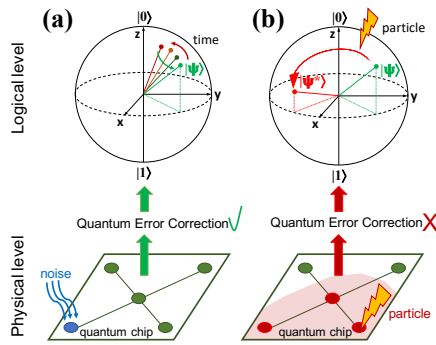 (a)
|0⟩
z
time
|Ψ⟩
y
x
|1⟩
(b)
|0⟩
particle
z
|Ψ*⟩
|Ψ⟩
y
x
|1⟩
Logical level
Quantum Error Correction
Quantum Error Correction
Physical level
noise
quantum chip
quantum chip
particle